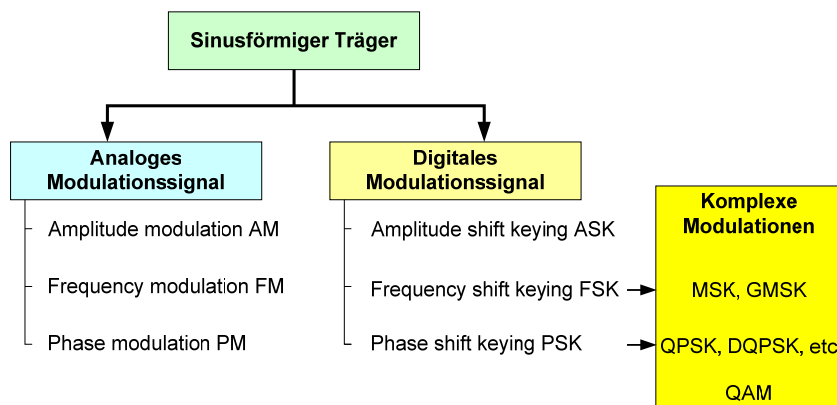 Sinusförmiger Träger
Analoges
Modulationssignal
Amplitude modulation AM
Frequency modulation FM
Phase modulation PM
Digitales
Modulationssignal
Amplitude shift keying ASK
Frequency shift keying FSK
Phase shift keying PSK
Komplexe
Modulationen
MSK, GMSK
QPSK, DQPSK, etc
QAM